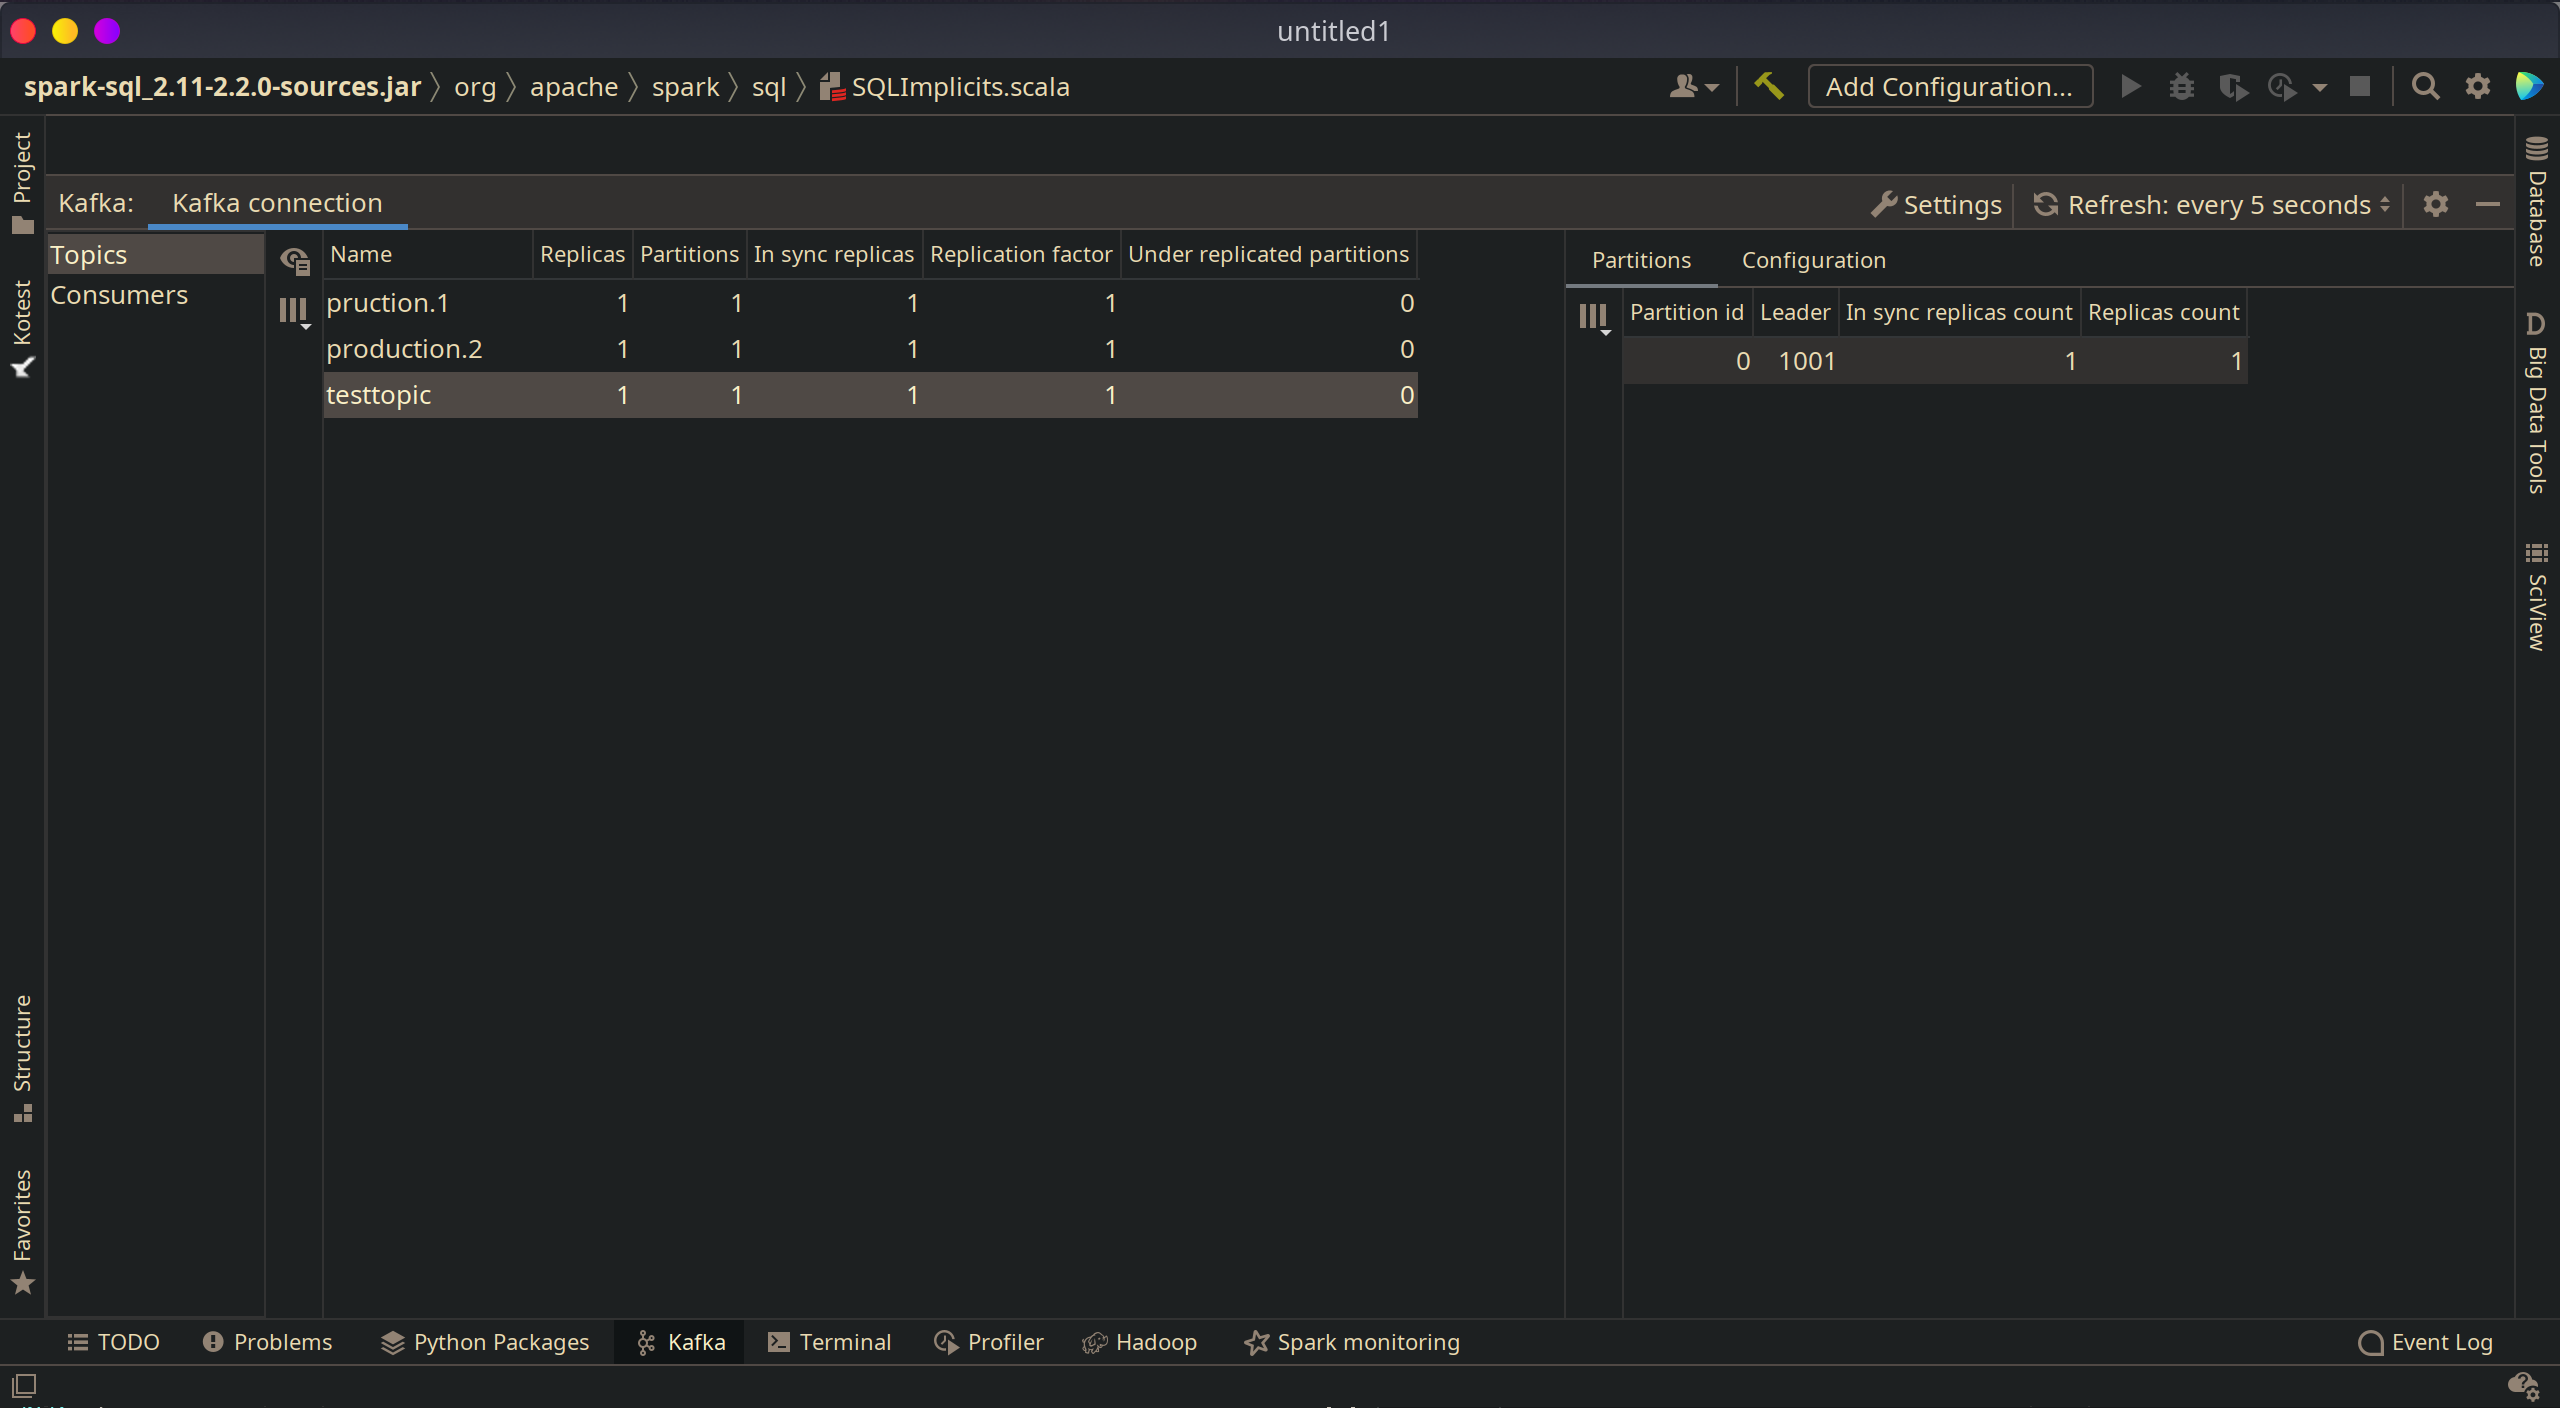 untitled1
spark-sql_2.11-2.2.0-sources.jar org apache spark sql SQLImplicits.scala Add Configuration...
Project
Kotest
Structure
Favorites
Kafka: Kafka connection Settings Refresh: every 5 seconds
Topics
Consumers
Name Replicas Partitions In sync replicas Replication factor Under replicated partitions
pruction.1 1 1 1 1 0
production.2 1 1 1 1 0
testtopic 1 1 1 1 0
Partitions Configuration
Partition id Leader In sync replicas count Replicas count
0 1001 1 1
Database
D Big Data Tools
SciView
TODO Problems Python Packages Kafka Terminal Profiler Hadoop Spark monitoring Event Log